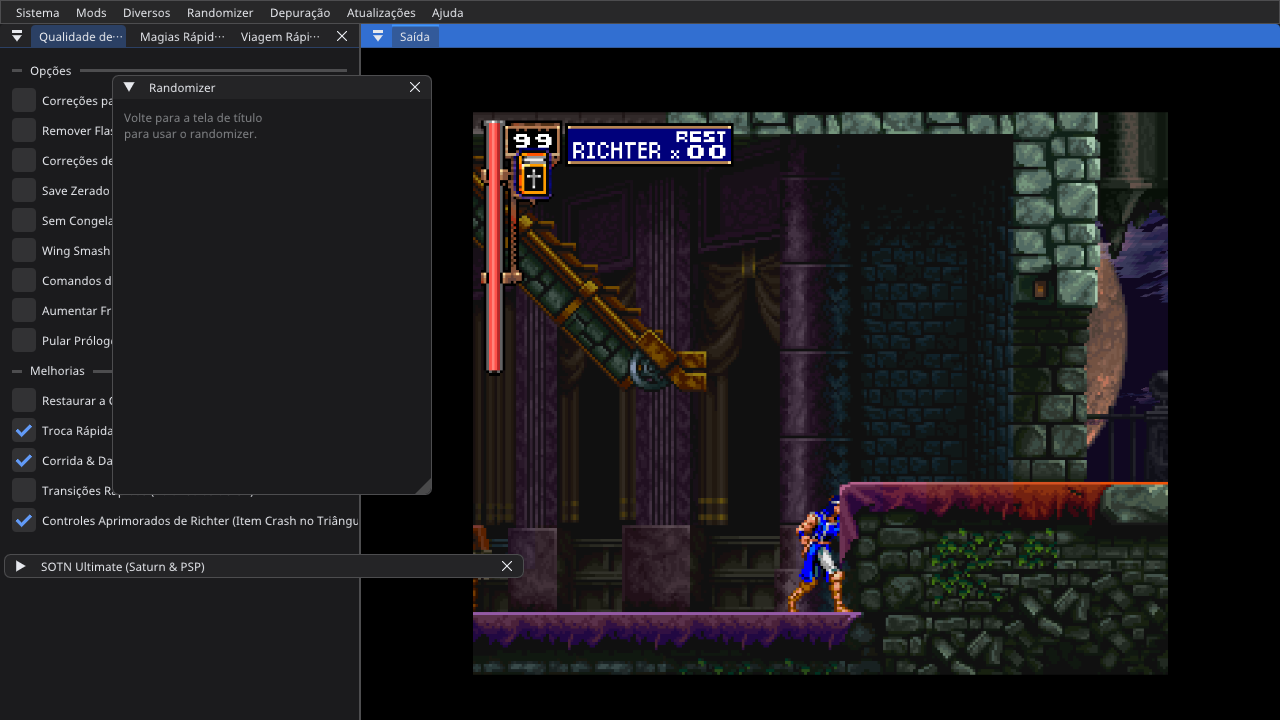 Sistema Mods Diversos Randomizer Depuração Atualizações Ajuda
Qualidade de··· Magias Rápid··· Viagem Rápi···
Saída
Opções
Randomizer
Volte para a tela de título
para usar o randomizer.
Correções pa
Remover Flas
Correções de
Save Zerado
Sem Congela
Wing Smash
Comandos d
Aumentar Fr
Pular Prólogo
Melhorias
Restaurar a
Troca Rápida
Corrida & Da
Transições
Controles Aprimorados de Richter (Item Crash no Triângu
SOTN Ultimate (Saturn & PSP)
99
REST
RICHTER x 00